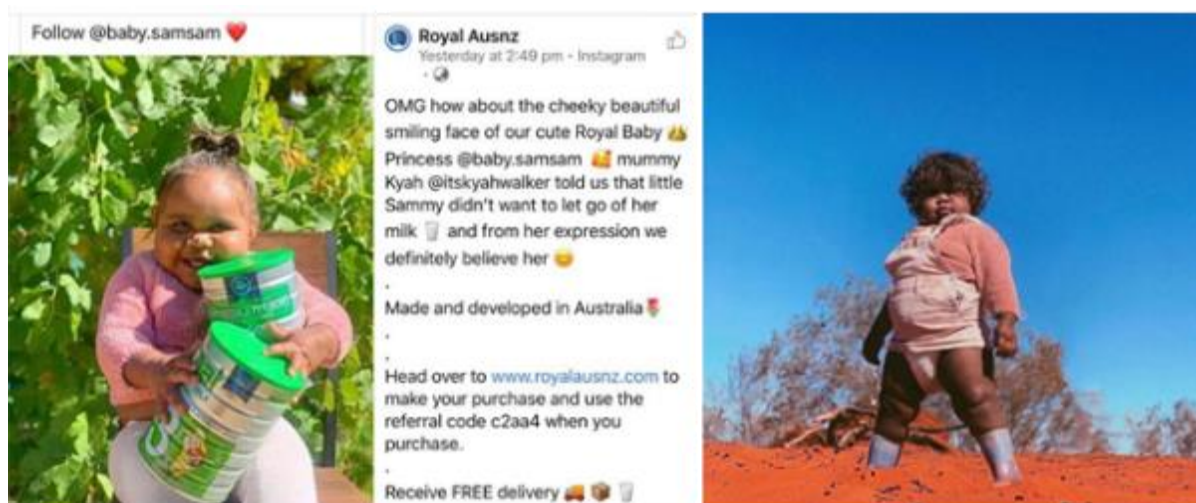 Follow @baby.samsam ❤️
Royal Ausnz
Yesterday at 2:49 pm · Instagram
·
OMG how about the cheeky beautiful
smiling face of our cute Royal Baby 👑
Princess @baby.samsam 🥰 mummy
Kyah @itskyahwalker told us that little
Sammy didn't want to let go of her
milk 🥛 and from her expression we
definitely believe her 😊
.
Made and developed in Australia🌷
.
.
Head over to www.royalausnz.com to
make your purchase and use the
referral code c2aa4 when you
purchase.
.
Receive FREE delivery 🚚 📦 🥛